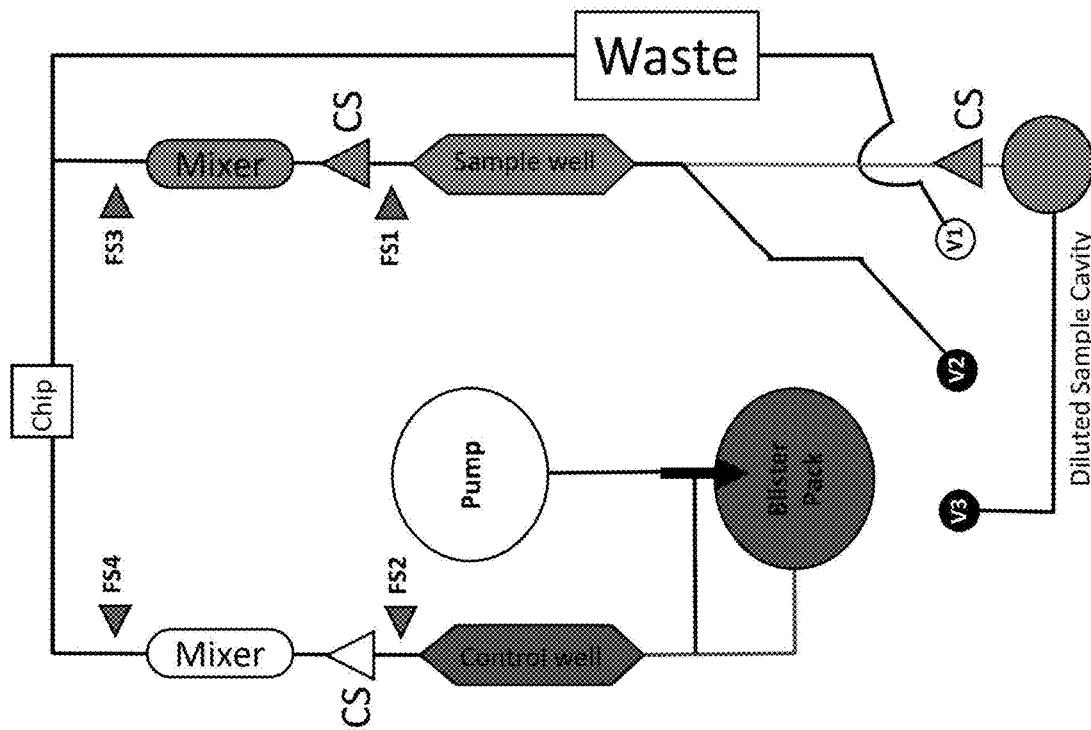 Waste
CS
Mixer
CS
Sample well
FS3
FS1
V1
Chip
V2
Pump
Blister
Pack
V3
Diluted Sample Cavity
FS4
FS2
Mixer
CS
Control well